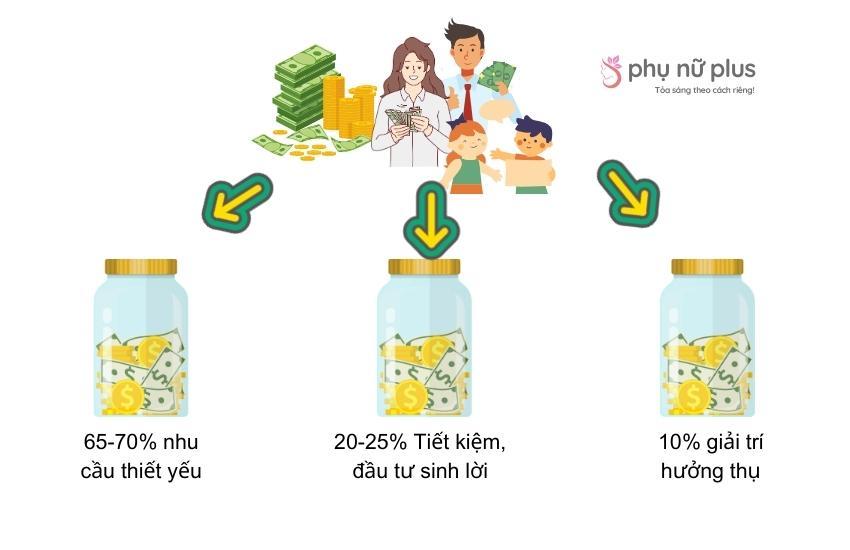 phụ nữ plus
Tỏa sáng theo cách riêng!
65-70% nhu
cầu thiết yếu
20-25% Tiết kiệm,
đầu tư sinh lời
10% giải trí
hưởng thụ